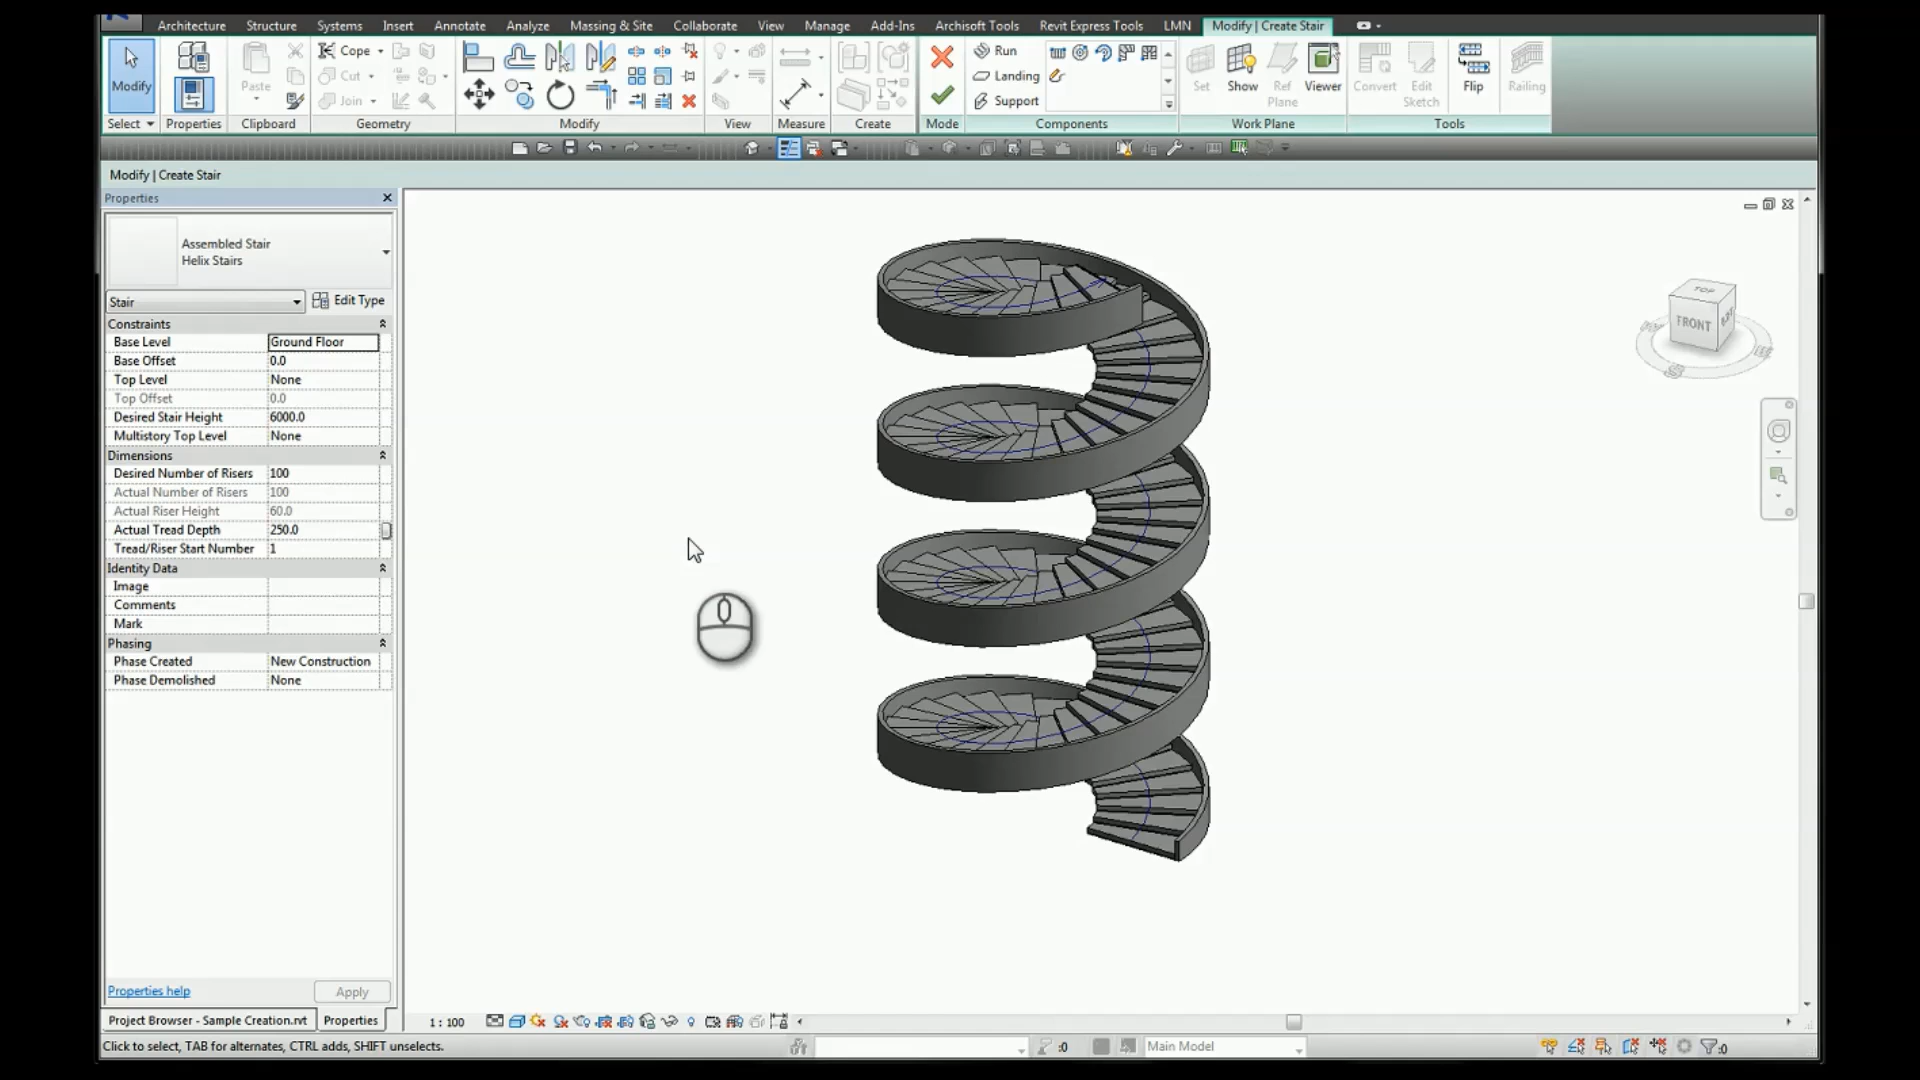 Architecture Structure Systems Insert Annotate Analyze Massing & Site Collaborate View Manage Add-Ins Archisoft Tools Revit Express Tools LMN Modify | Create Stair
Modify
Paste
Cope
Cut
Join
Run
Landing
Support
Set Show Ref Plane Viewer Convert Edit Sketch Flip Railing
Select Properties Clipboard Geometry Modify View Measure Create Mode Components Work Plane Tools
Modify | Create Stair
Properties
Assembled Stair
Helix Stairs
Stair Edit Type
Constraints
Base Level Ground Floor
Base Offset 0.0
Top Level None
Top Offset 0.0
Desired Stair Height 6000.0
Multistory Top Level None
Dimensions
Desired Number of Risers 100
Actual Number of Risers 100
Actual Riser Height 60.0
Actual Tread Depth 250.0
Tread/Riser Start Number 1
Identity Data
Image
Comments
Mark
Phasing
Phase Created New Construction
Phase Demolished None
TOP
FRONT
Properties help Apply
Project Browser - Sample Creation.rvt Properties
1 : 100
Click to select, TAB for alternates, CTRL adds, SHIFT unselects.
:0
Main Model
:0